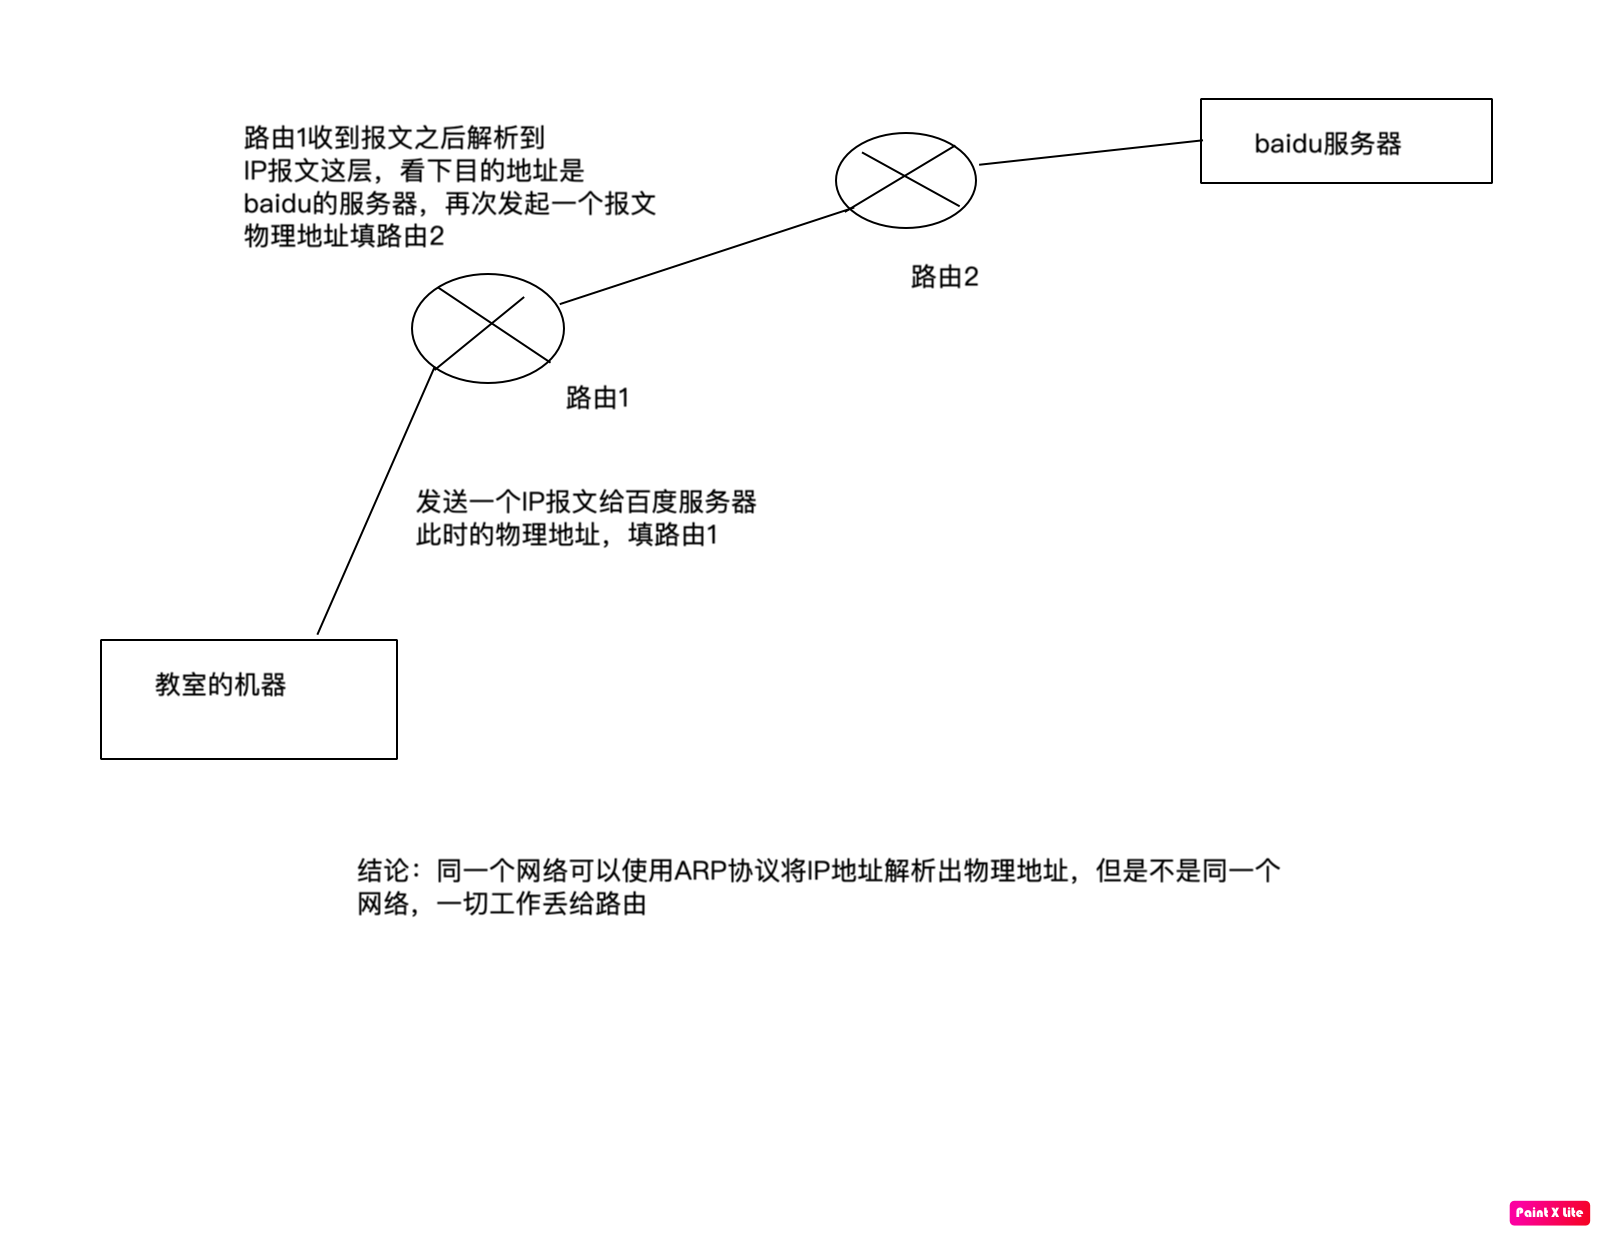 路由1收到报文之后解析到
IP报文这层，看下目的地址是
baidu的服务器，再次发起一个报文
物理地址填路由2
baidu服务器
路由2
路由1
发送一个IP报文给百度服务器
此时的物理地址，填路由1
教室的机器
结论：同一个网络可以使用ARP协议将IP地址解析出物理地址，但是不是同一个
网络，一切工作丢给路由
Paint X Lite